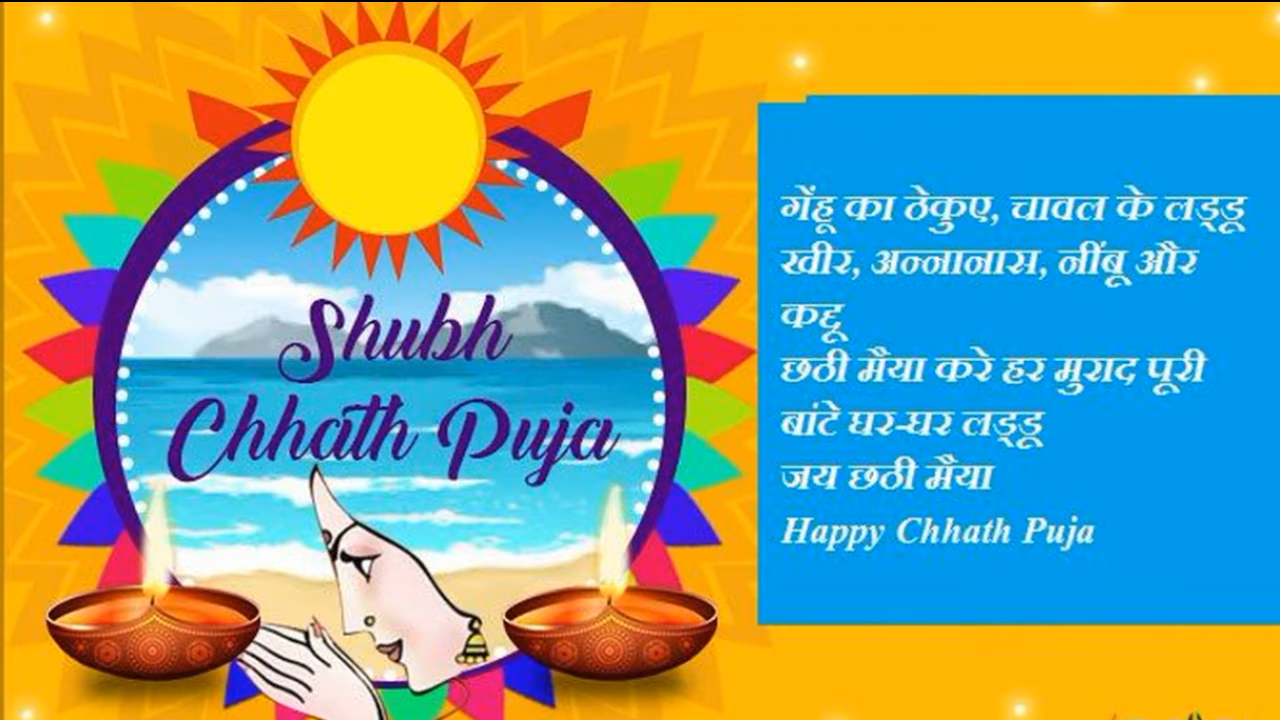 Shubh
Chhath Puja
गेंहू का ठेकुए, चावल के लड्डू
खीर, अन्नानास, नींबू और
कद्दू
छठी मैया करे हर मुराद पूरी
बांटे घर-घर लड्डू
जय छठी मैया
Happy Chhath Puja